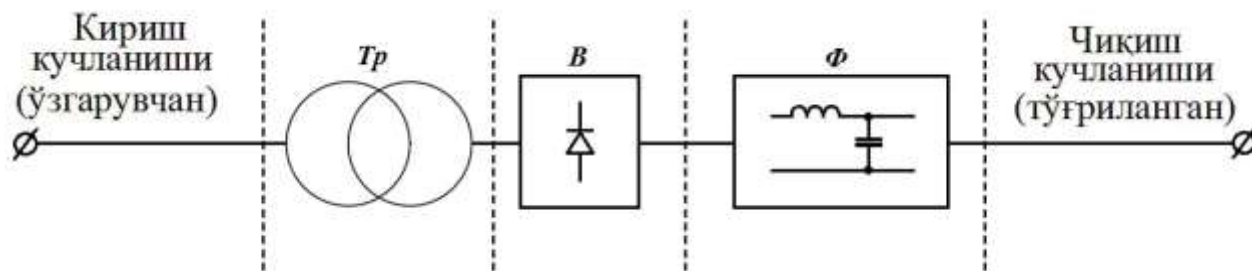 Кириш
кучланиши
(ўзгарувчан)
Тр
В
Ф
Чиқиш
кучланиши
(тўғриланган)